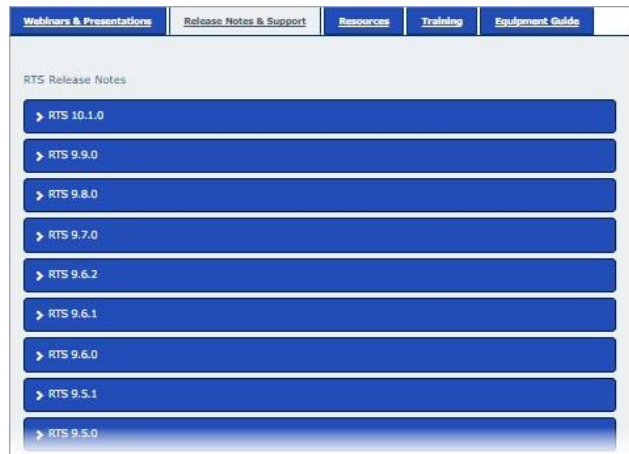 Webinars & Presentations Release Notes & Support Resources Training Equipment Guide
RTS Release Notes
RTS 10.1.0
RTS 9.9.0
RTS 9.8.0
RTS 9.7.0
RTS 9.6.2
RTS 9.6.1
RTS 9.6.0
RTS 9.5.1
RTS 9.5.0